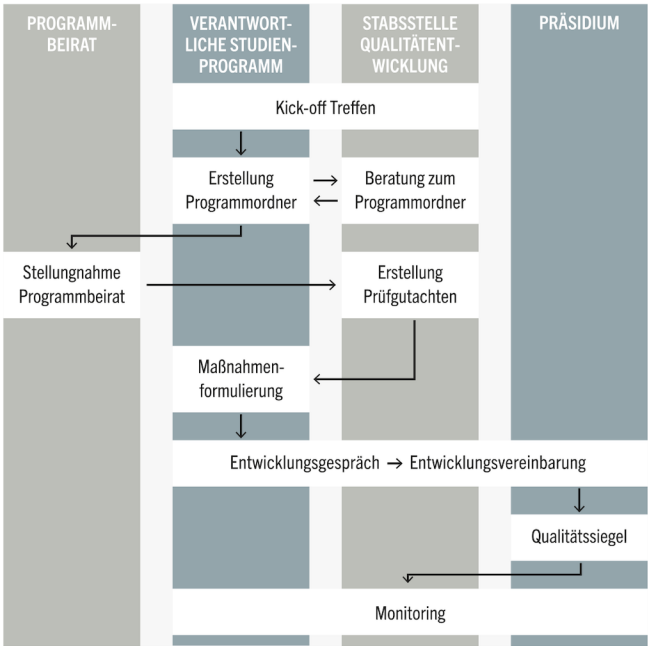 PROGRAMM-
BEIRAT
VERANTWORT-
LICHE STUDIEN-
PROGRAMM
STABSSTELLE
QUALITÄTENT-
WICKLUNG
PRÄSIDIUM
Kick-off Treffen
Erstellung
Programmordner
Beratung zum
Programmordner
Stellungnahme
Programmbeirat
Erstellung
Prüfgutachten
Maßnahmen-
formulierung
Entwicklungsgespräch → Entwicklungsvereinbarung
Qualitätssiegel
Monitoring